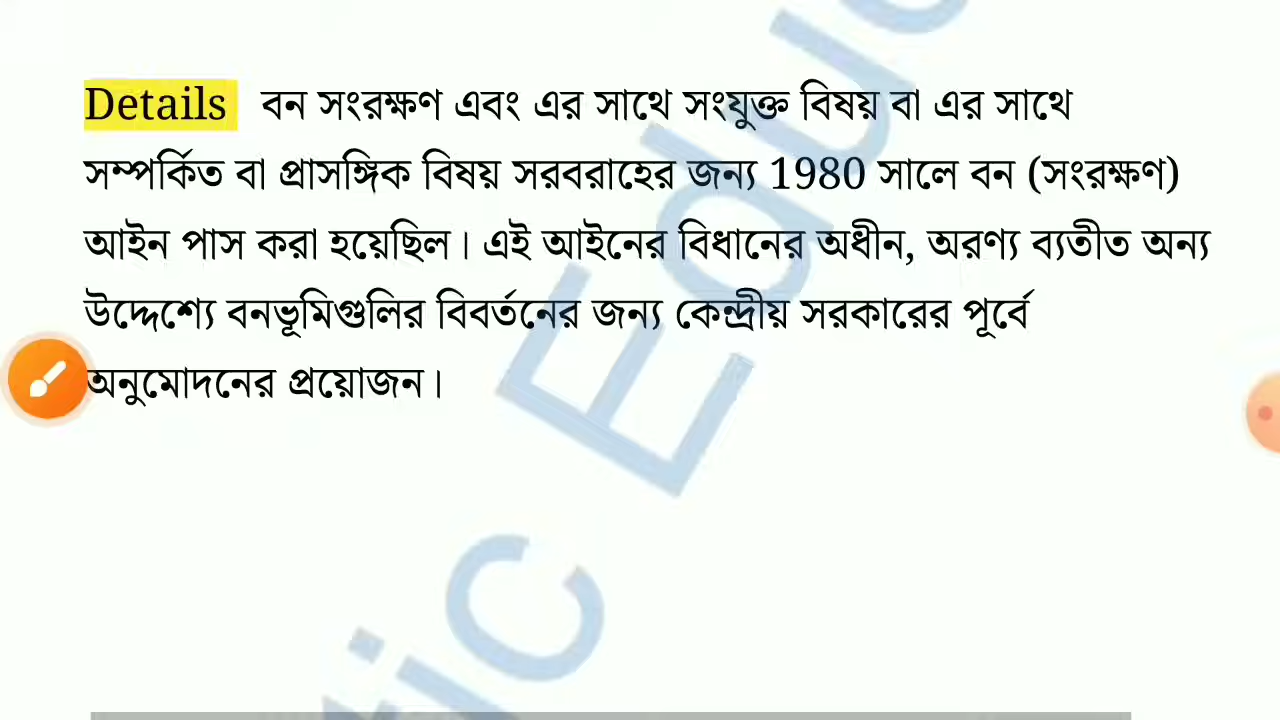 Details বন সংরক্ষণ এবং এর সাথে সংযুক্ত বিষয় বা এর সাথে
সম্পর্কিত বা প্রাসঙ্গিক বিষয় সরবরাহের জন্য 1980 সালে বন (সংরক্ষণ)
আইন পাস করা হয়েছিল। এই আইনের বিধানের অধীন, অরণ্য ব্যতীত অন্য
উদ্দেশ্যে বনভূমিগুলির বিবর্তনের জন্য কেন্দ্রীয় সরকারের পূর্বে
অনুমোদনের প্রয়োজন।